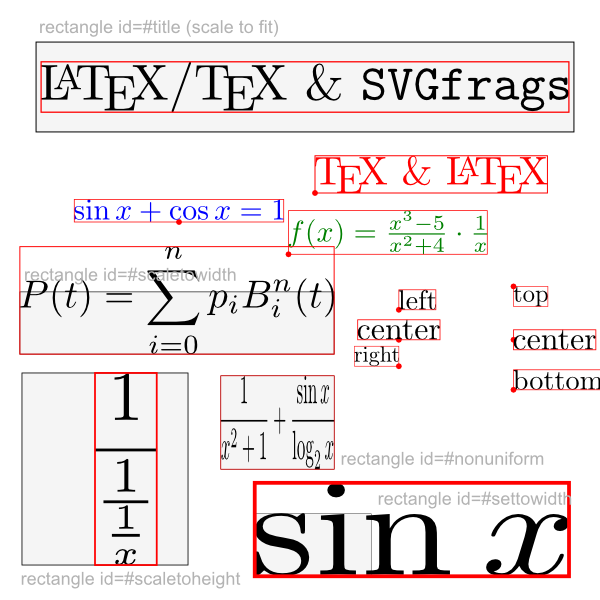 rectangle id=#title (scale to fit)
LATEX/TEX & SVGfrags
TEX & LATEX
sin x + cos x = 1
f(x) = \frac{x^3-5}{x^2+4} · \frac{1}{x}
rectangle id=#scaletowidth
P(t) = \sum_{i=0}^{n} p_i B_i^n(t)
left
top
center
center
right
bottom
\frac{1}{\frac{1}{\frac{1}{x}}}
\frac{1}{x^2+1} + \frac{sin x}{log_2 x}
rectangle id=#nonuniform
rectangle id=#settowidth
sin x
rectangle id=#scaletoheight